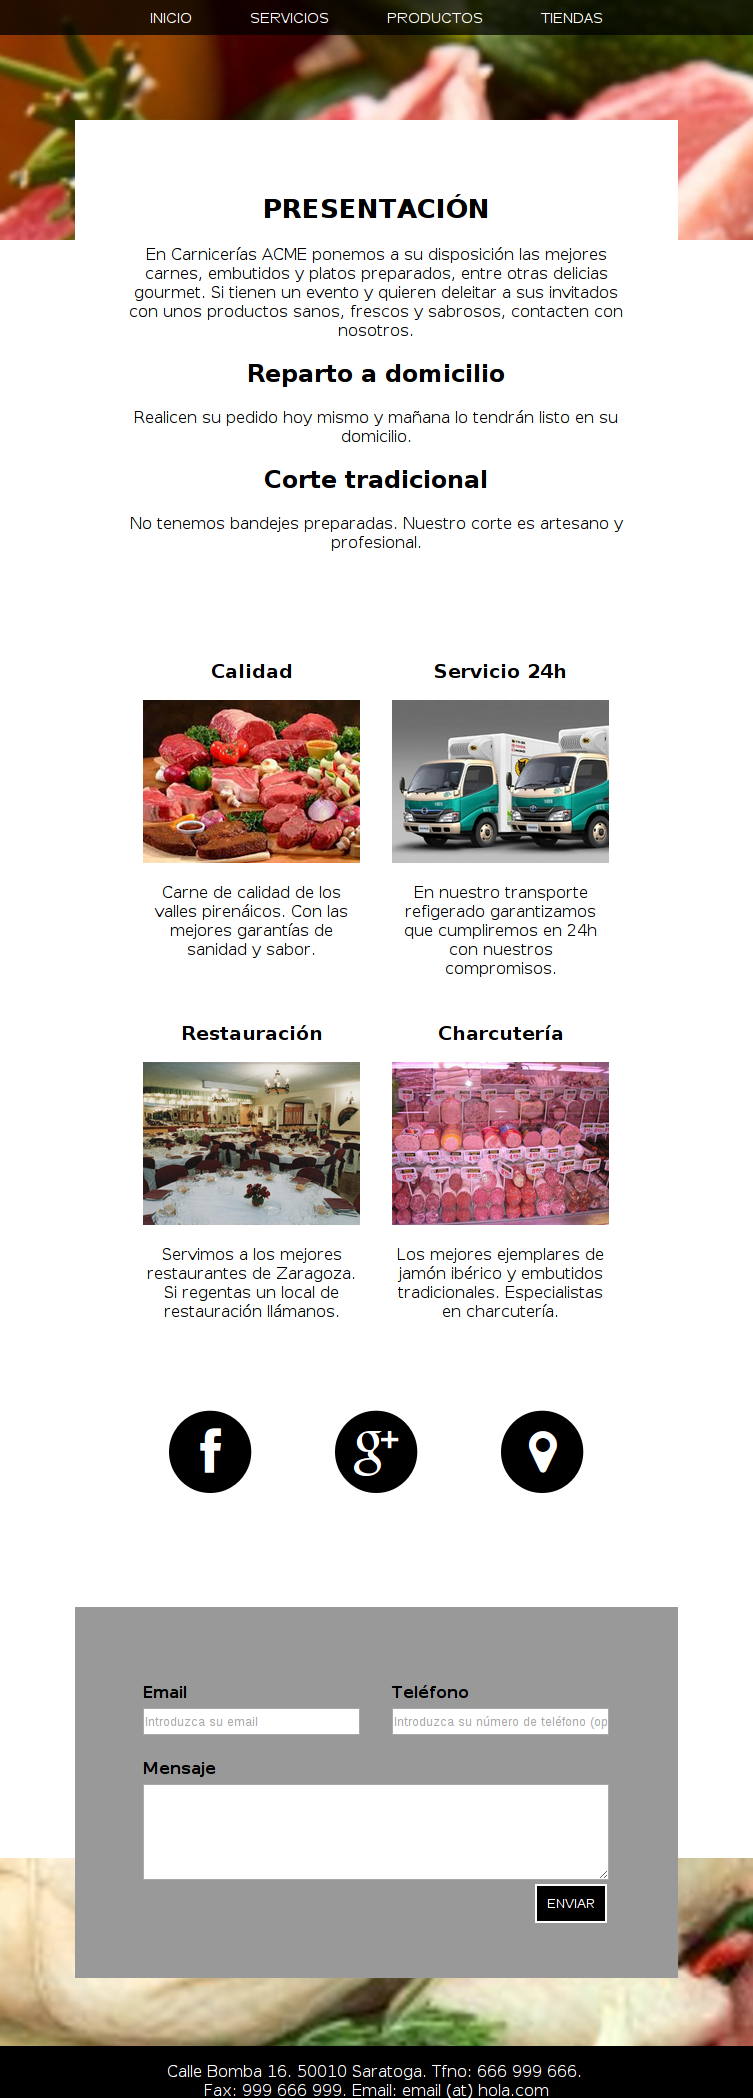 INICIO SERVICIOS PRODUCTOS TIENDAS
PRESENTACIÓN
En Carnicerías ACME ponemos a su disposición las mejores
carnes, embutidos y platos preparados, entre otras delicias
gourmet. Si tienen un evento y quieren deleitar a sus invitados
con unos productos sanos, frescos y sabrosos, contacten con
nosotros.
Reparto a domicilio
Realicen su pedido hoy mismo y mañana lo tendrán listo en su
domicilio.
Corte tradicional
No tenemos bandejes preparadas. Nuestro corte es artesano y
profesional.
Calidad
Carne de calidad de los
valles pirenáicos. Con las
mejores garantías de
sanidad y sabor.
Servicio 24h
En nuestro transporte
refigerado garantizamos
que cumpliremos en 24h
con nuestros
compromisos.
Restauración
Servimos a los mejores
restaurantes de Zaragoza.
Si regentas un local de
restauración llámanos.
Charcutería
Los mejores ejemplares de
jamón ibérico y embutidos
tradicionales. Especialistas
en charcutería.
f g+
Email
Introduzca su email
Teléfono
Introduzca su número de teléfono (op
Mensaje
ENVIAR
Calle Bomba 16. 50010 Saratoga. Tfno: 666 999 666.
Fax: 999 666 999. Email: email (at) hola.com